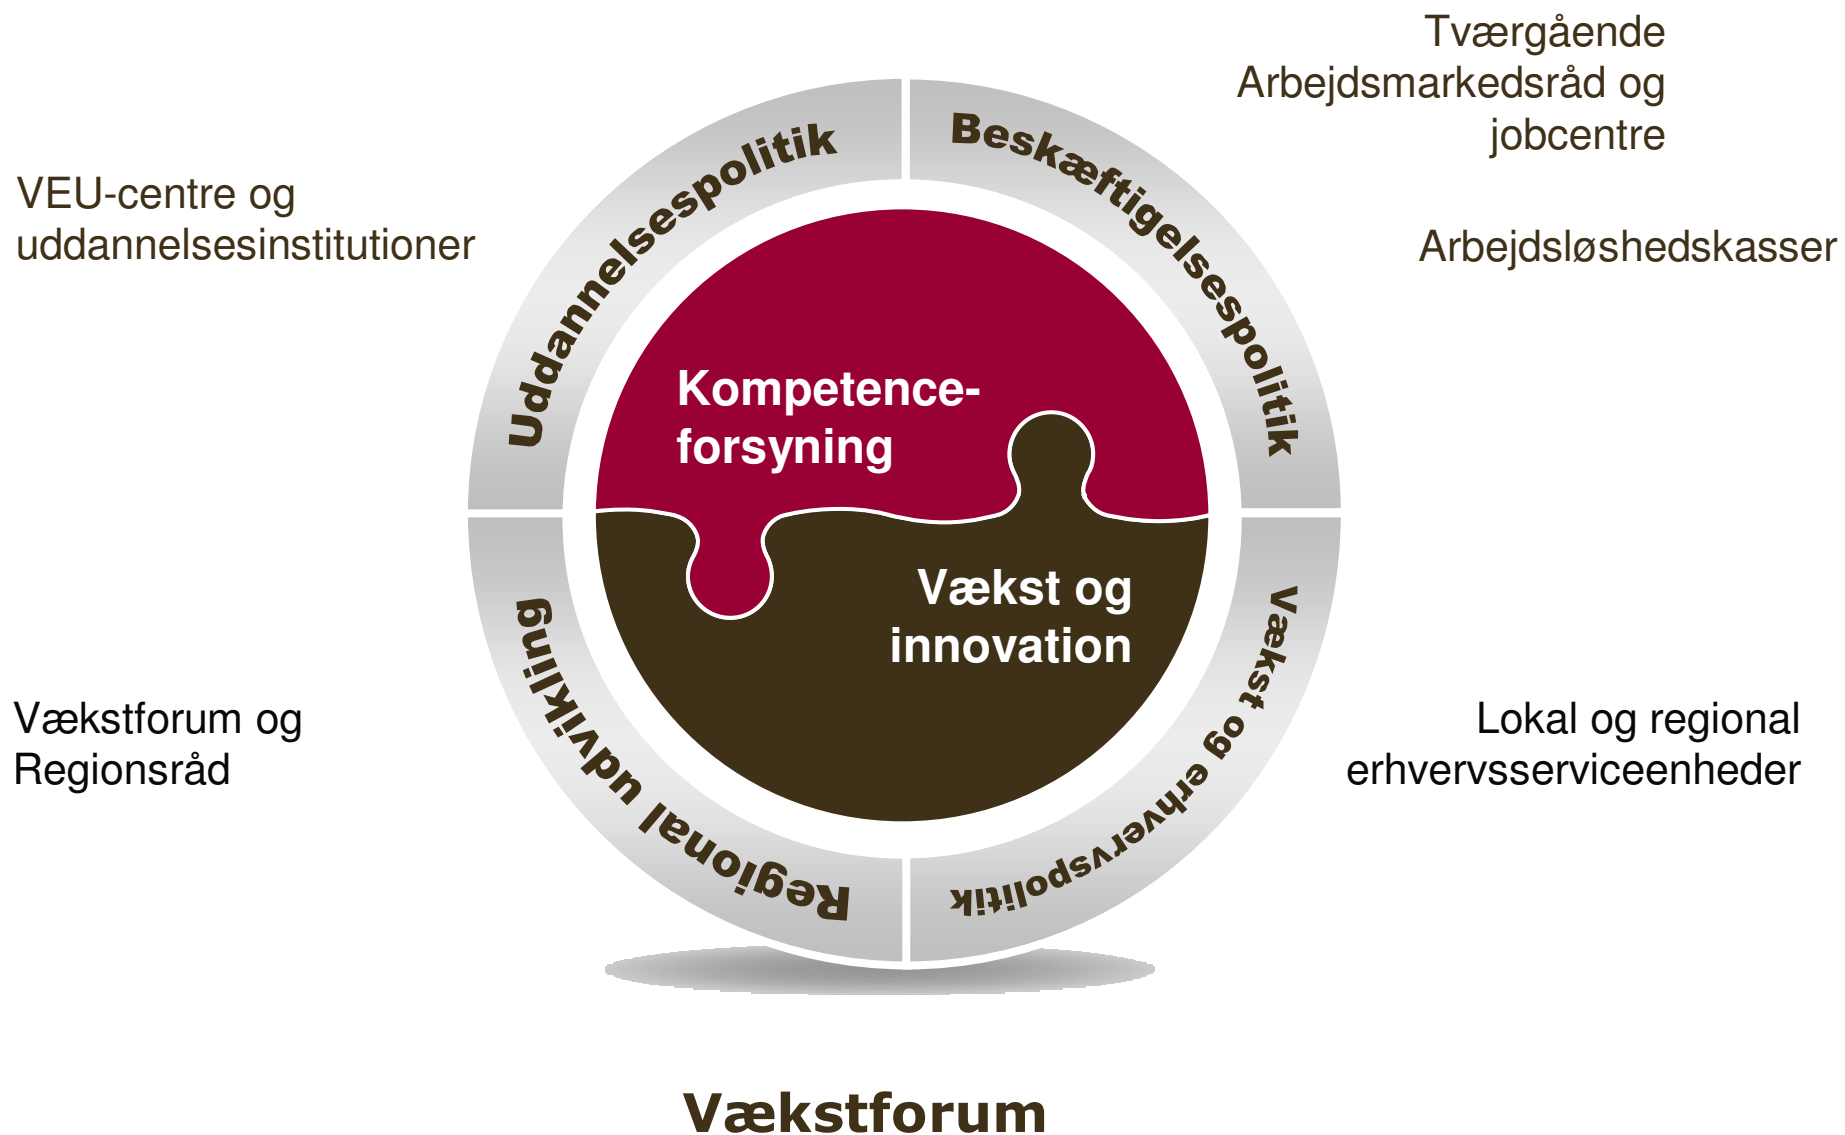 Tværgående
Arbejdsmarkedsråd og
jobcentre
VEU-centre og
uddannelsesinstitutioner
Arbejdsløshedskasser
Uddannelsespolitik
Beskæftigelsespolitik
Kompetence-
forsyning
Vækst og
innovation
Regional udvikling
Vækst og erhvervspolitik
Vækstforum og
Regionsråd
Lokal og regional
erhvervsserviceenheder
Vækstforum